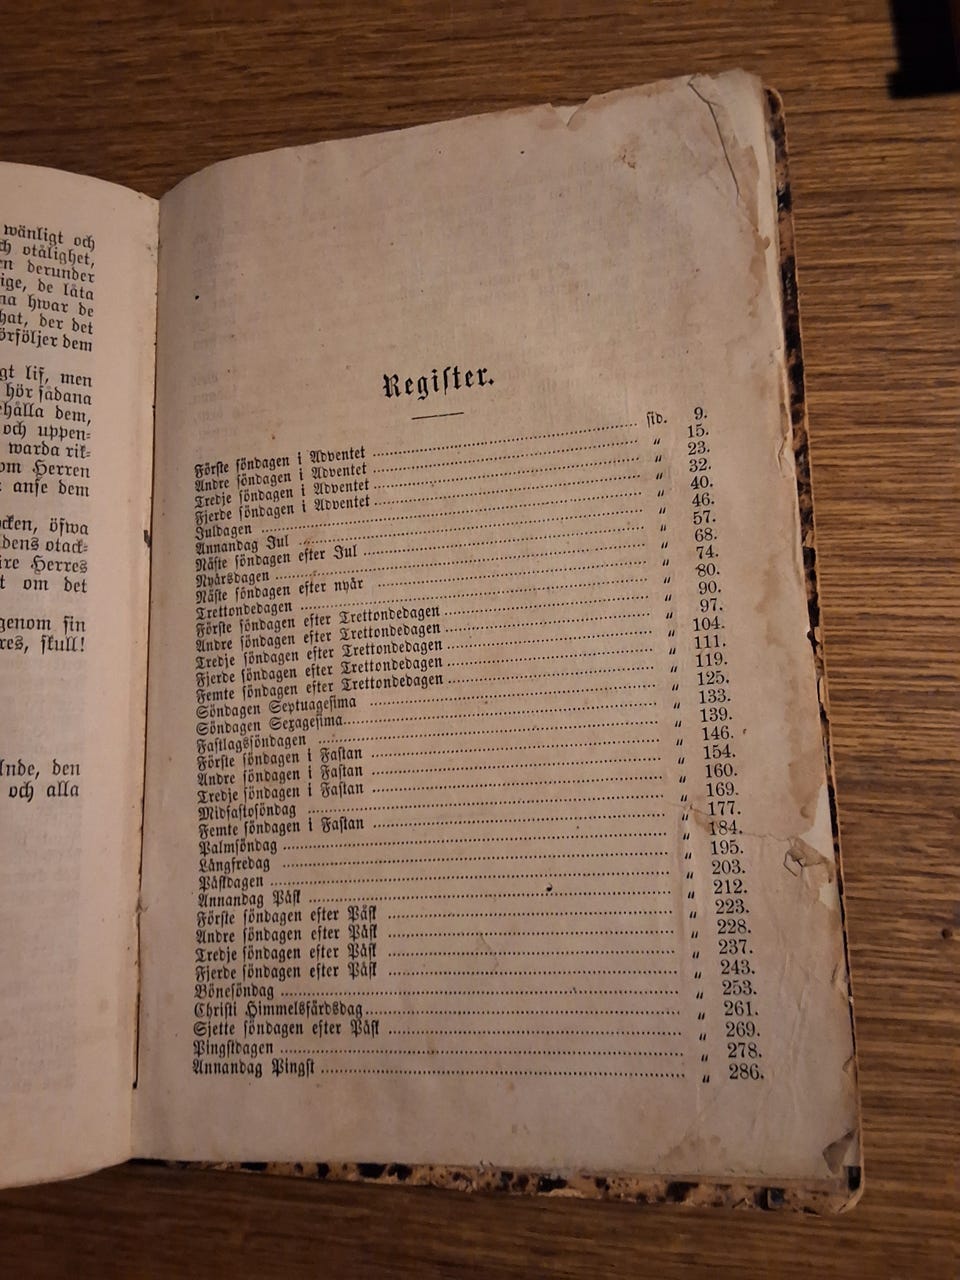 wänligt och
ch otålighet,
en derunder
ige, de låta
na hwar de
hat, der det
örföljer dem
gt lif, men
hör sådana
ehålla dem,
och uppen=
warda rik=
om Herren
anse dem
cken, öfwa
dens otack=
ire Herres
t om det
genom sin
res, skull!
lnde, den
och alla
Register.
Förste söndagen i Adventet sid. 9.
Andre söndagen i Adventet " 15.
Tredje söndagen i Adventet " 23.
Fjerde söndagen i Adventet " 32.
Juldagen " 40.
Annandag Jul " 46.
Näste söndagen efter Jul " 57.
Nyårsdagen " 68.
Näste söndagen efter nyår " 74.
Trettondedagen " 80.
Förste söndagen efter Trettondedagen " 90.
Andre söndagen efter Trettondedagen " 97.
Tredje söndagen efter Trettondedagen " 104.
Fjerde söndagen efter Trettondedagen " 111.
Femte söndagen efter Trettondedagen " 119.
Söndagen Septuagesima " 125.
Söndagen Sexagesima " 133.
Fastlagssöndagen " 139.
Förste söndagen i Fastan " 146.
Andre söndagen i Fastan " 154.
Tredje söndagen i Fastan " 160.
Midfastosöndag " 169.
Femte söndagen i Fastan " 177.
Palmsöndag " 184.
Långfredag " 195.
Påskdagen " 203.
Annandag Påsk " 212.
Förste söndagen efter Påsk " 223.
Andre söndagen efter Påsk " 228.
Tredje söndagen efter Påsk " 237.
Fjerde söndagen efter Påsk " 243.
Bönesöndag " 253.
Christi Himmelsfärdsdag " 261.
Sjette söndagen efter Påsk " 269.
Pingstdagen " 278.
Annandag Pingst " 286.